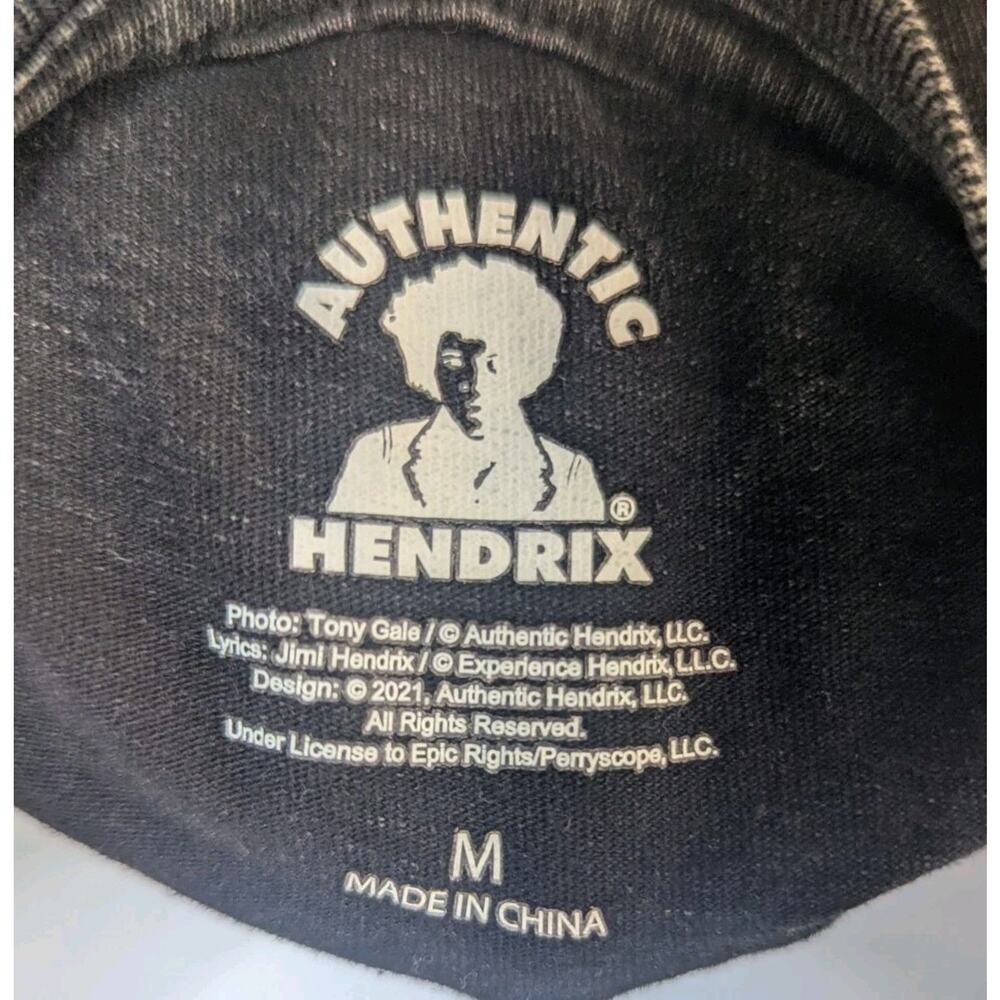 AUTHENTIC
HENDRIX®
Photo: Tony Gale / © Authentic Hendrix, LLC.
Lyrics: Jimi Hendrix / © Experience Hendrix, L.L.C.
Design: © 2021, Authentic Hendrix, LLC.
All Rights Reserved.
Under License to Epic Rights/Perryscope, LLC.
M
MADE IN CHINA